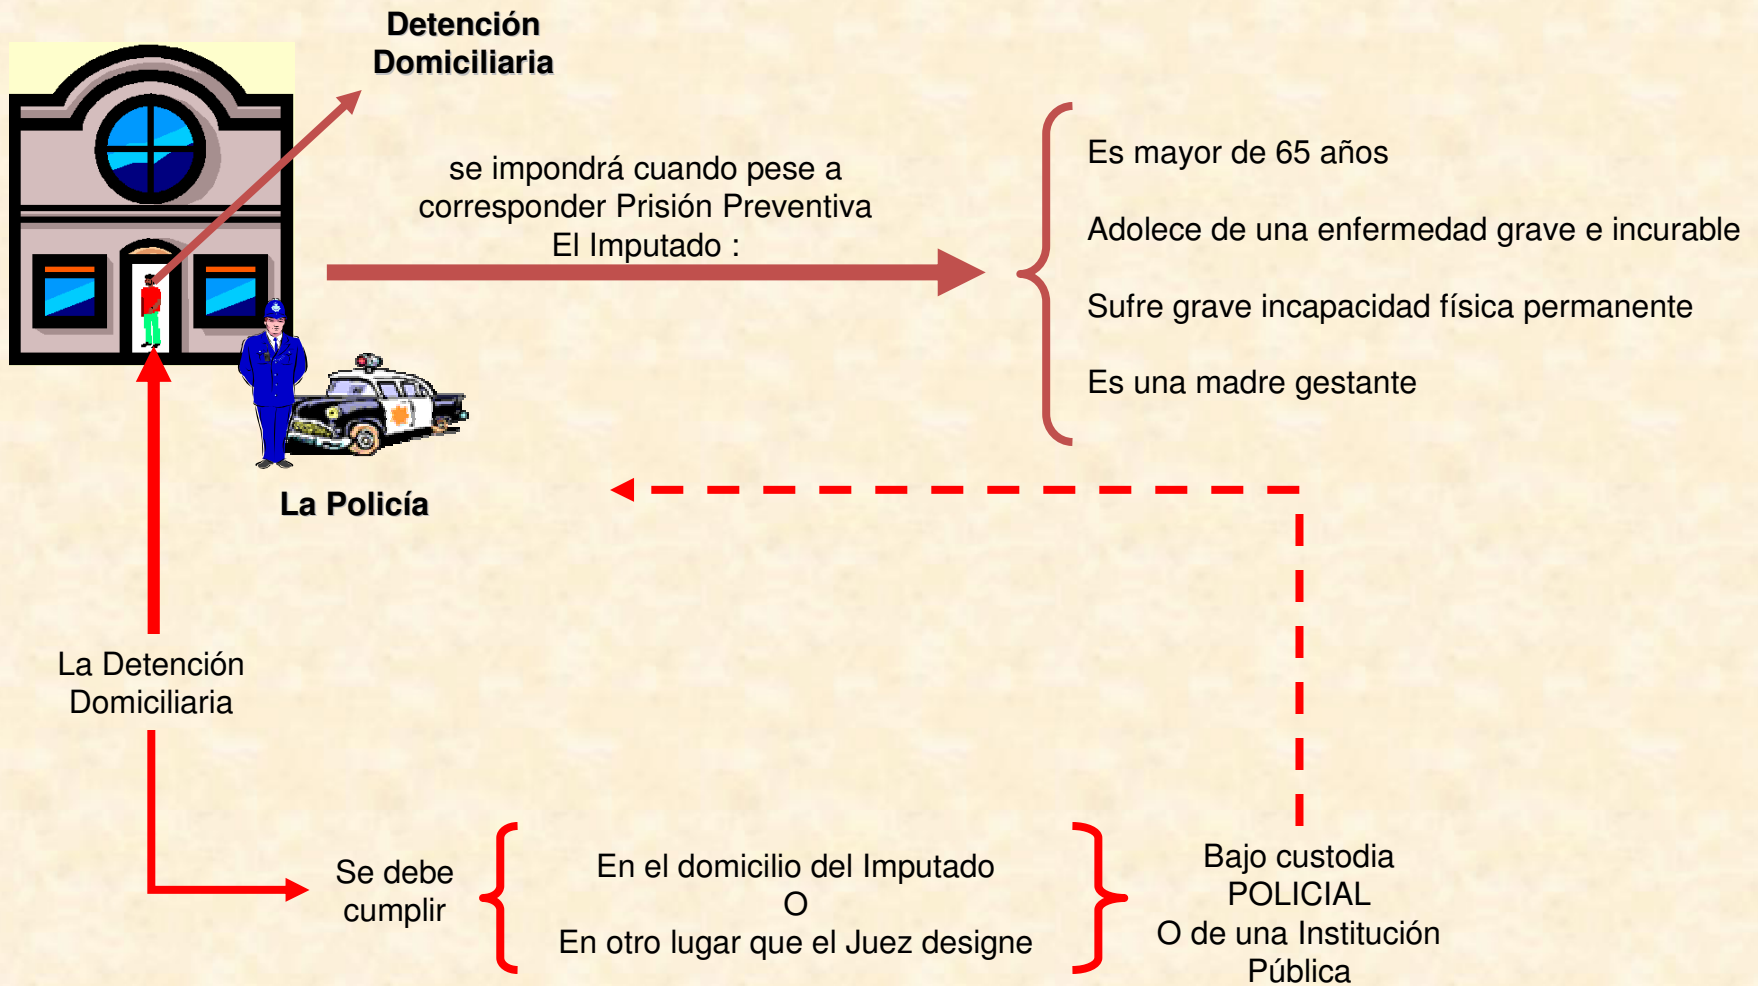 Detención
Domiciliaria
se impondrá cuando pese a
corresponder Prisión Preventiva
El Imputado :
Es mayor de 65 años
Adolece de una enfermedad grave e incurable
Sufre grave incapacidad física permanente
Es una madre gestante
La Policía
La Detención
Domiciliaria
Se debe
cumplir
En el domicilio del Imputado
O
En otro lugar que el Juez designe
Bajo custodia
POLICIAL
O de una Institución
Pública